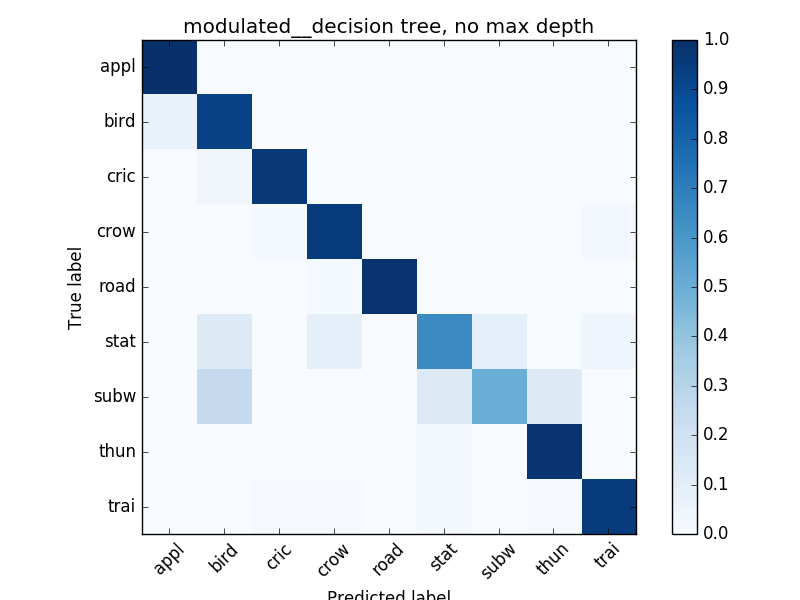 modulated__decision tree, no max depth
True label
appl
bird
cric
crow
road
stat
subw
thun
trai
appl
bird
cric
crow
road
stat
subw
thun
trai
Predicted label
1.0
0.9
0.8
0.7
0.6
0.5
0.4
0.3
0.2
0.1
0.0